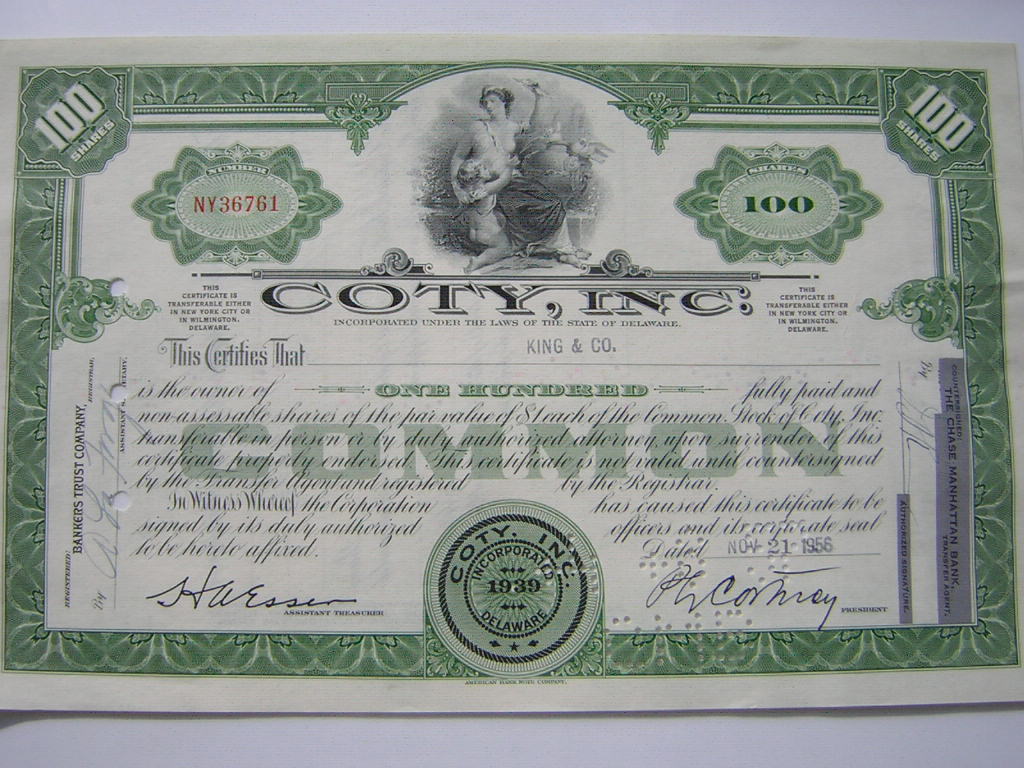 100
SHARES
100
SHARES
NUMBER
NY36761
SHARES
100
THIS
CERTIFICATE IS
TRANSFERABLE EITHER
IN NEW YORK CITY OR
IN WILMINGTON,
DELAWARE.
COTY, INC.
THIS
CERTIFICATE IS
TRANSFERABLE EITHER
IN NEW YORK CITY OR
IN WILMINGTON,
DELAWARE.
INCORPORATED UNDER THE LAWS OF THE STATE OF DELAWARE.
This Certifies That KING & CO.
is the owner of ONE HUNDRED fully paid and
non-assessable shares of the par value of $1 each of the Common Stock of Coty, Inc.
transferable in person or by duly authorized attorney upon surrender of this
COMMON
certificate properly endorsed. This certificate is not valid until countersigned
by the Transfer Agent and registered by the Registrar.
In Witness Whereof the Corporation has caused this certificate to be
signed by its duly authorized officers and its corporate seal
to be hereto affixed. Dated NOV 21 1956
ASSISTANT TREASURER
PRESIDENT
COTY, INC.
INCORPORATED
1939
DELAWARE
AMERICAN BANK NOTE COMPANY.
REGISTERED:
BANKERS TRUST COMPANY,
REGISTRAR,
By
ASSISTANT SECRETARY.
COUNTERSIGNED:
THE CHASE MANHATTAN BANK,
TRANSFER AGENT,
By
AUTHORIZED SIGNATURE.